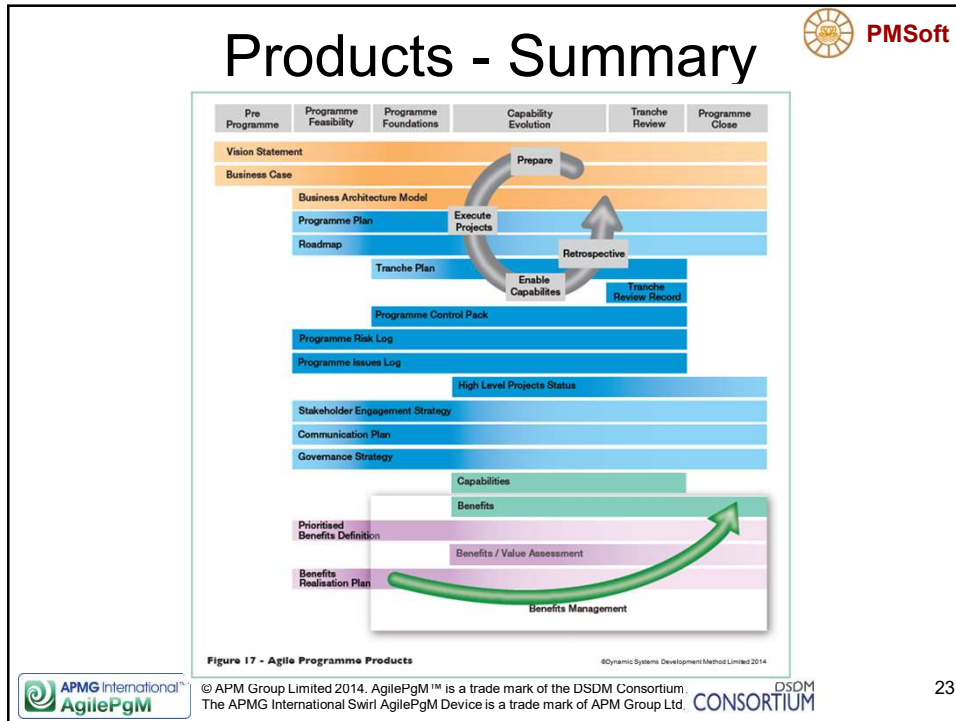 Products - Summary
PMSoft
Pre
Programme
Programme
Feasibility
Programme
Foundations
Capability
Evolution
Tranche
Review
Programme
Close
Vision Statement
Prepare
Business Case
Business Architecture Model
Programme Plan
Execute
Projects
Roadmap
Retrospective
Tranche Plan
Enable
Capabilites
Tranche
Review Record
Programme Control Pack
Programme Risk Log
Programme Issues Log
High Level Projects Status
Stakeholder Engagement Strategy
Communication Plan
Governance Strategy
Capabilities
Benefits
Prioritised
Benefits Definition
Benefits / Value Assessment
Benefits
Realisation Plan
Benefits Management
Figure 17 - Agile Programme Products
©Dynamic Systems Development Method Limited 2014
APMG International™
AgilePgM
© APM Group Limited 2014. AgilePgM™ is a trade mark of the DSDM Consortium.
The APMG International Swirl AgilePgM Device is a trade mark of APM Group Ltd.
DSDM
CONSORTIUM
23